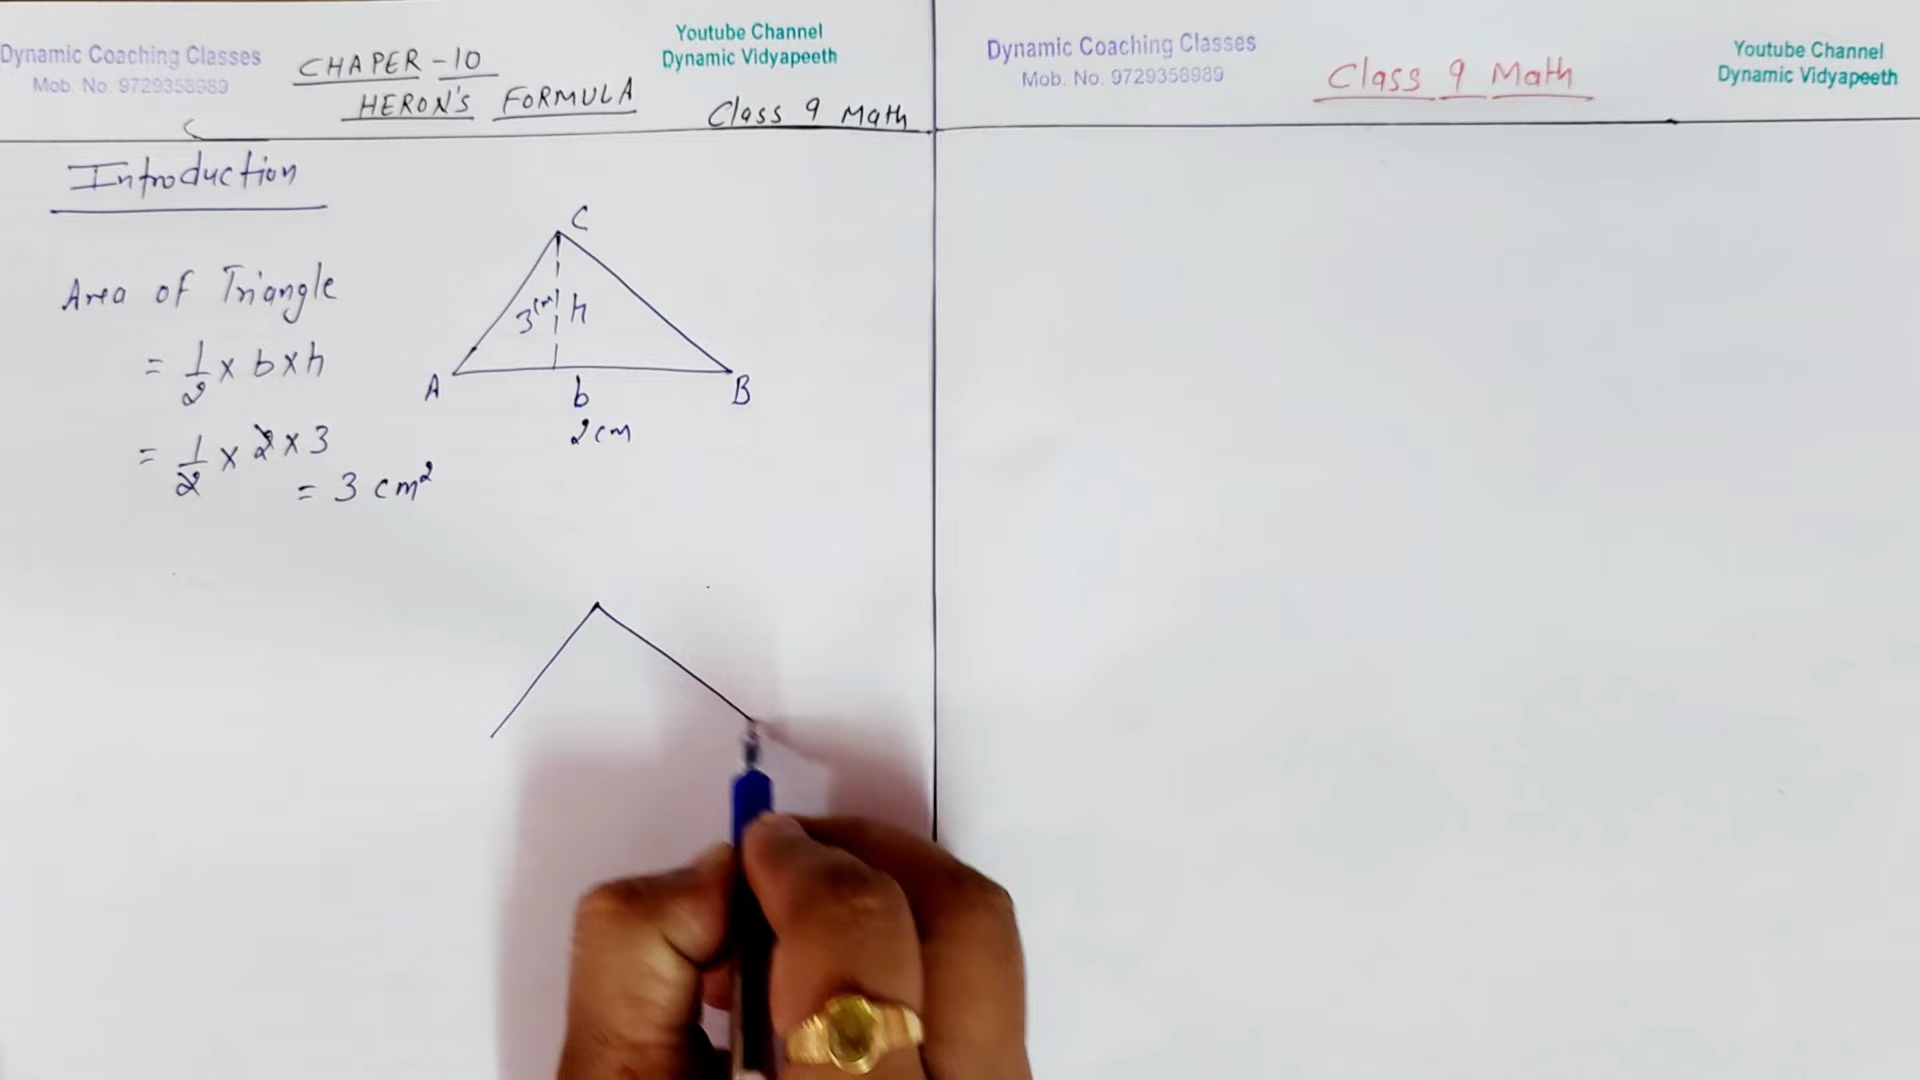 Dynamic Coaching Classes
Mob. No. 9729358989
CHAPER-10
HERON'S FORMULA
Youtube Channel
Dynamic Vidyapeeth
Class 9 Math
Introduction
Area of Triangle
= 1/2 × b × h
= 1/2 × 2 × 3
= 3 cm²
C
3cm h
A b B
2cm
Dynamic Coaching Classes
Mob. No. 9729358989
Class 9 Math
Youtube Channel
Dynamic Vidyapeeth